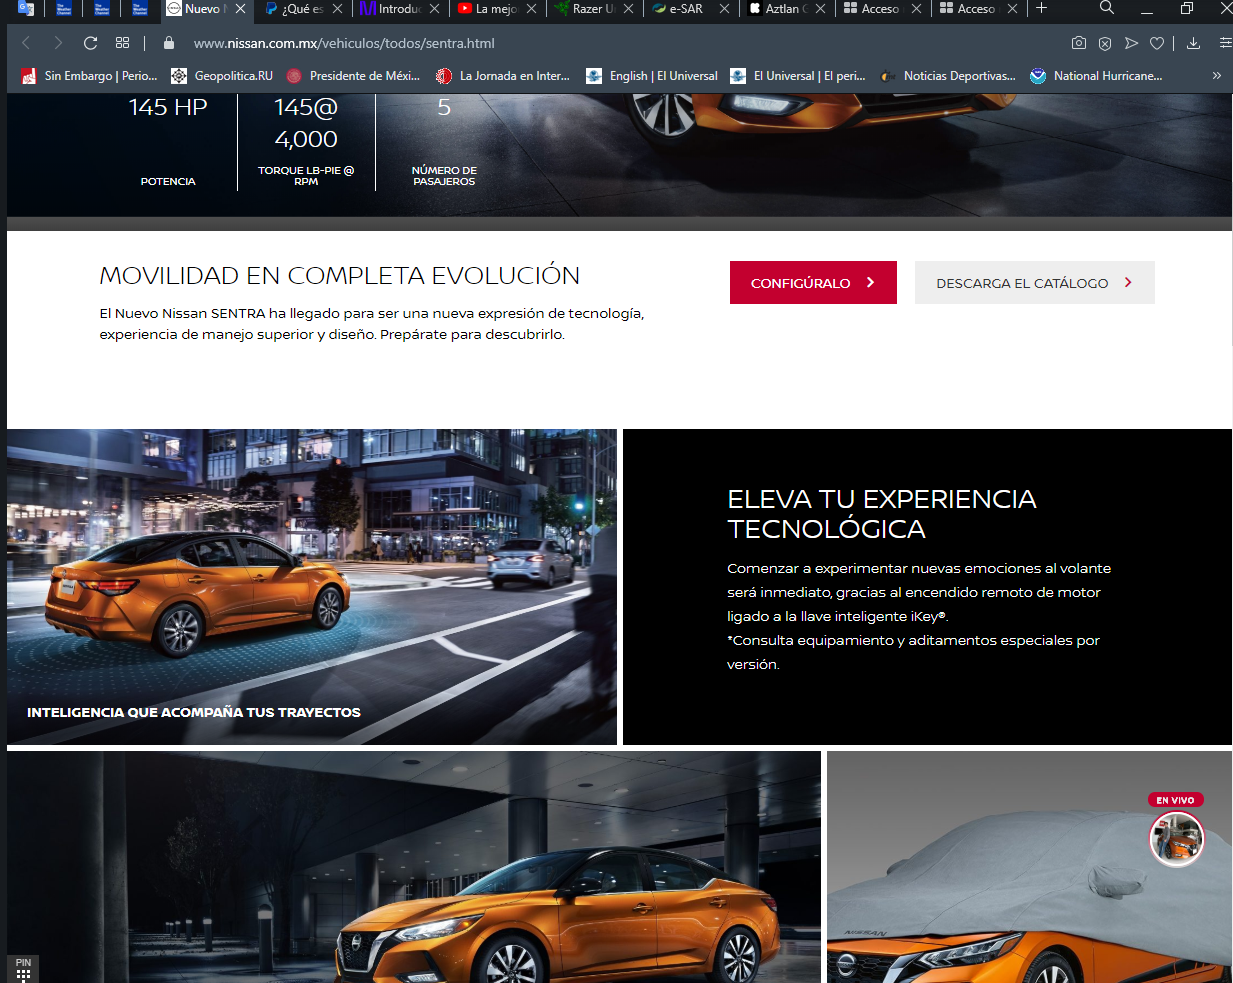 Nuevo N
¿Qué es
Introdu
La mejo
Razer U
e-SAR
Aztlan G
Acceso
Acceso
www.nissan.com.mx/vehiculos/todos/sentra.html
Sin Embargo | Perio...
Geopolitica.RU
Presidente de Méxi...
La Jornada en Inter...
English | El Universal
El Universal | El peri...
Noticias Deportivas...
National Hurricane...
145 HP
145@
4,000
5
POTENCIA
TORQUE LB-PIE @
RPM
NÚMERO DE
PASAJEROS
MOVILIDAD EN COMPLETA EVOLUCIÓN
El Nuevo Nissan SENTRA ha llegado para ser una nueva expresión de tecnología,
experiencia de manejo superior y diseño. Prepárate para descubrirlo.
CONFIGÚRALO
DESCARGA EL CATÁLOGO
INTELIGENCIA QUE ACOMPAÑA TUS TRAYECTOS
ELEVA TU EXPERIENCIA
TECNOLÓGICA
Comenzar a experimentar nuevas emociones al volante
será inmediato, gracias al encendido remoto de motor
ligado a la llave inteligente iKey®.
*Consulta equipamiento y aditamentos especiales por
versión.
EN VIVO
NISSAN
PIN